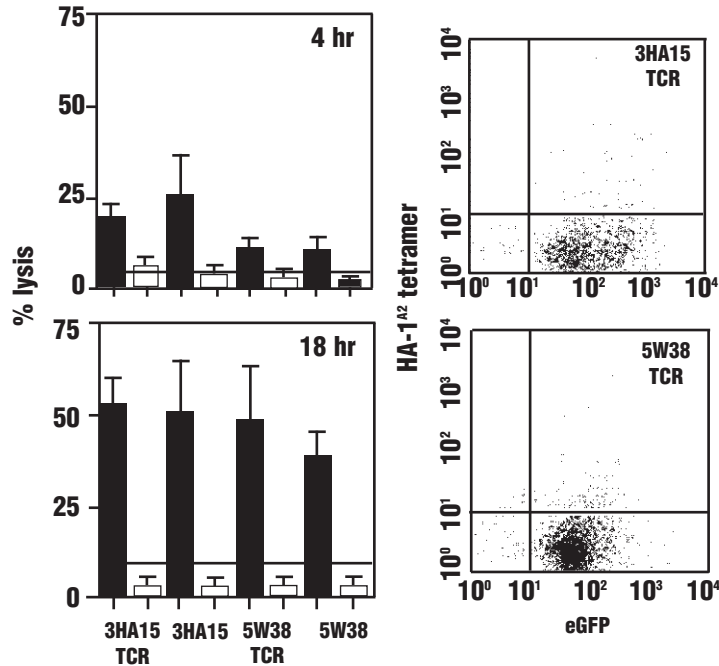 75
50
25
0
4 hr
% lysis
75
50
25
0
18 hr
3HA15
TCR
3HA15
5W38
TCR
5W38
HA-1ᴬ² tetramer
10⁴
10³
10²
10¹
10⁰
3HA15
TCR
10⁰ 10¹ 10² 10³ 10⁴
10⁴
10³
10²
10¹
10⁰
5W38
TCR
10⁰ 10¹ 10² 10³ 10⁴
eGFP